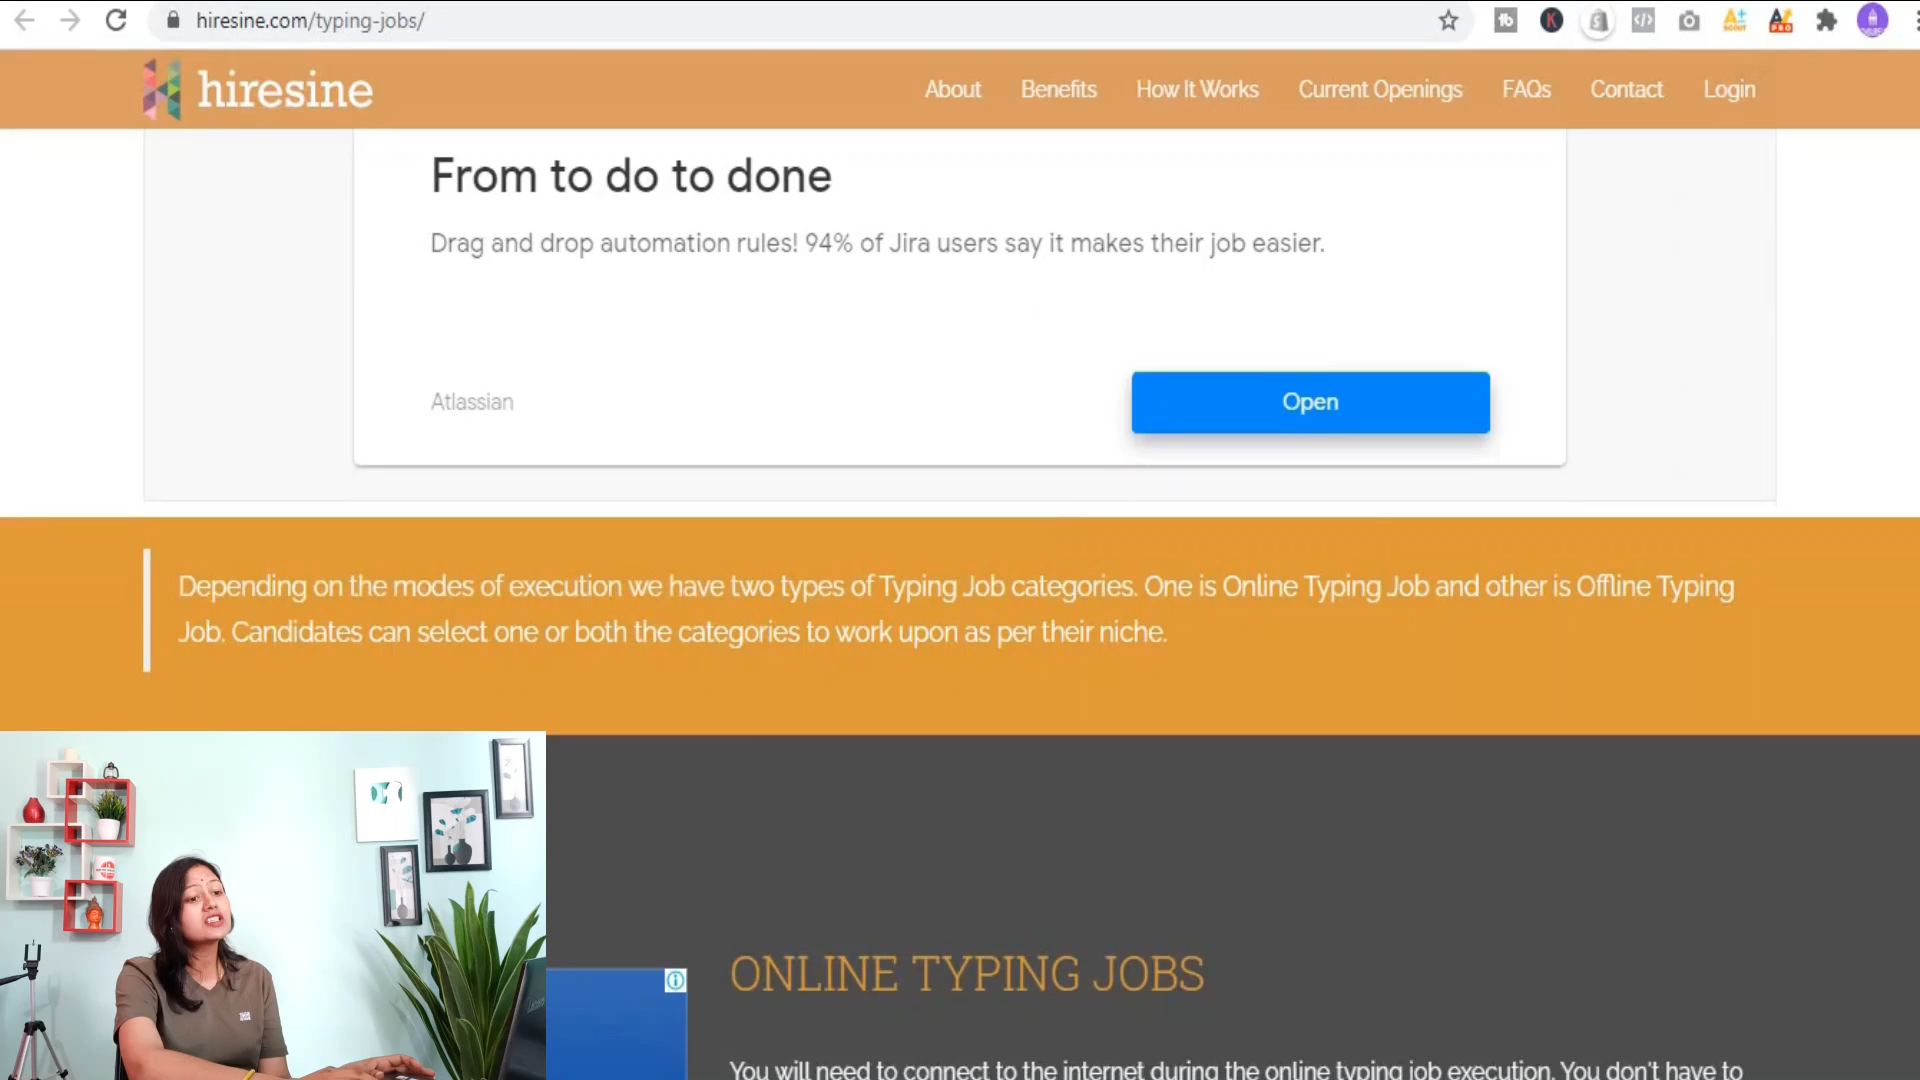 hiresine.com/typing-jobs/
hiresine
About Benefits How It Works Current Openings FAQs Contact Login
From to do to done
Drag and drop automation rules! 94% of Jira users say it makes their job easier.
Atlassian
Open
Depending on the modes of execution we have two types of Typing Job categories. One is Online Typing Job and other is Offline Typing
Job. Candidates can select one or both the categories to work upon as per their niche.
ONLINE TYPING JOBS
You will need to connect to the internet during the online typing job execution. You don't have to